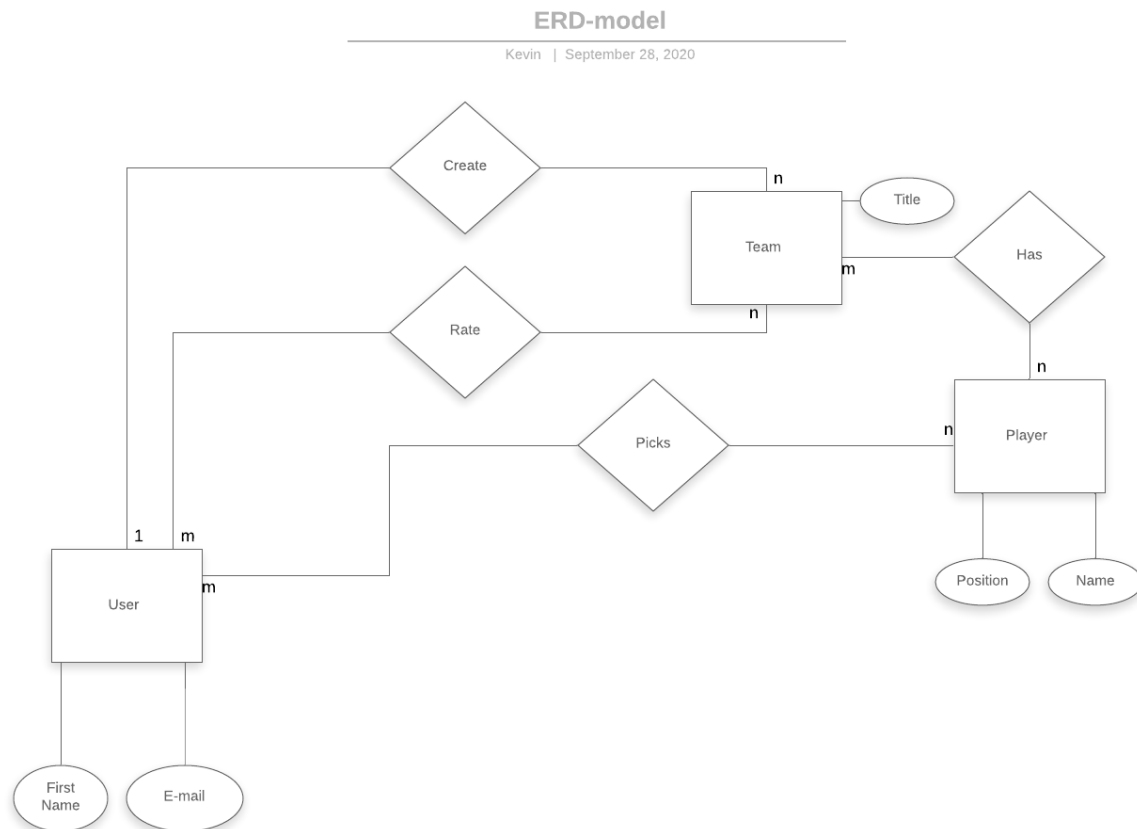 ERD-model
Kevin | September 28, 2020
Create
n
Title
Team
Has
m
n
Rate
n
n
Player
Picks
1
m
m
User
Position
Name
First
Name
E-mail